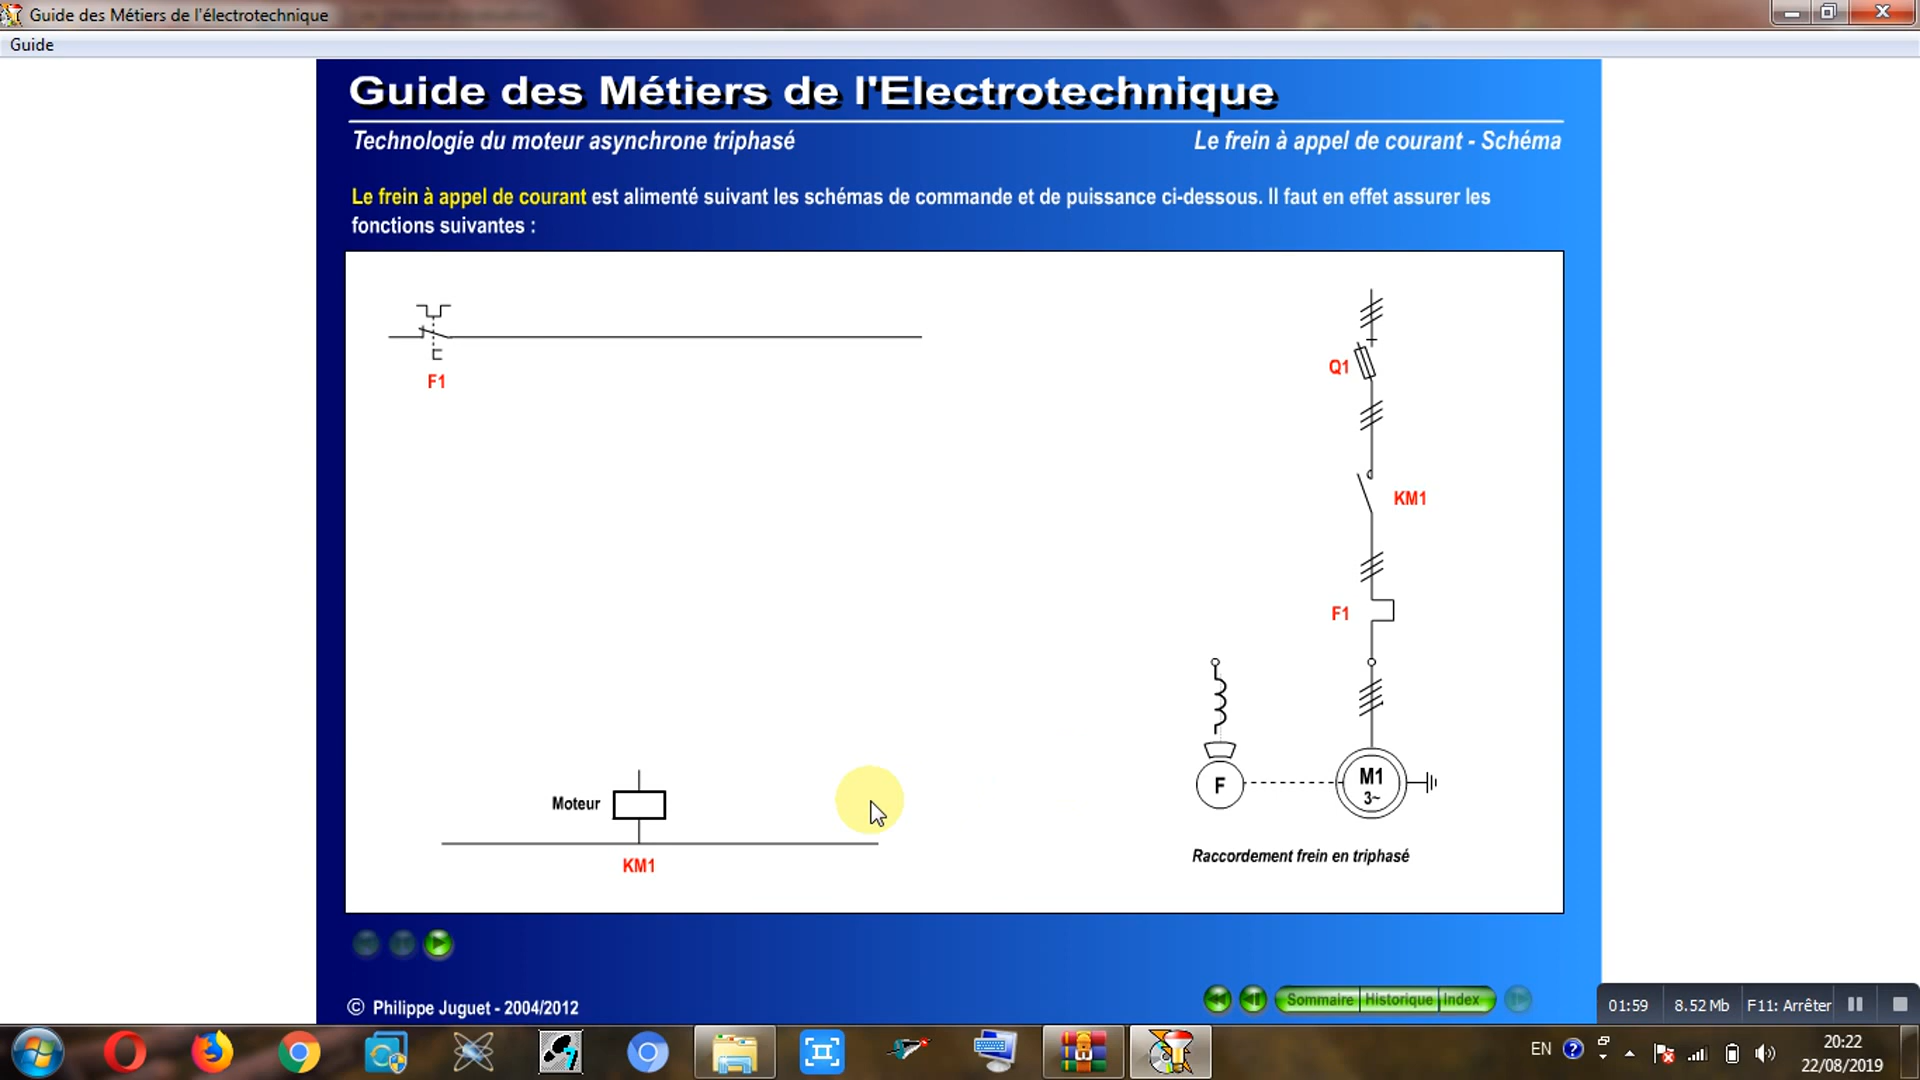 Guide des Métiers de l'électrotechnique
Guide
Guide des Métiers de l'Electrotechnique
Technologie du moteur asynchrone triphasé
Le frein à appel de courant - Schéma
Le frein à appel de courant est alimenté suivant les schémas de commande et de puissance ci-dessous. Il faut en effet assurer les
fonctions suivantes :
F1
Q1
KM1
F1
F
M1
3~
Moteur
KM1
Raccordement frein en triphasé
© Philippe Juguet - 2004/2012
Sommaire Historique Index
01:59 8.52 Mb F11: Arrêter
EN
20:22
22/08/2019